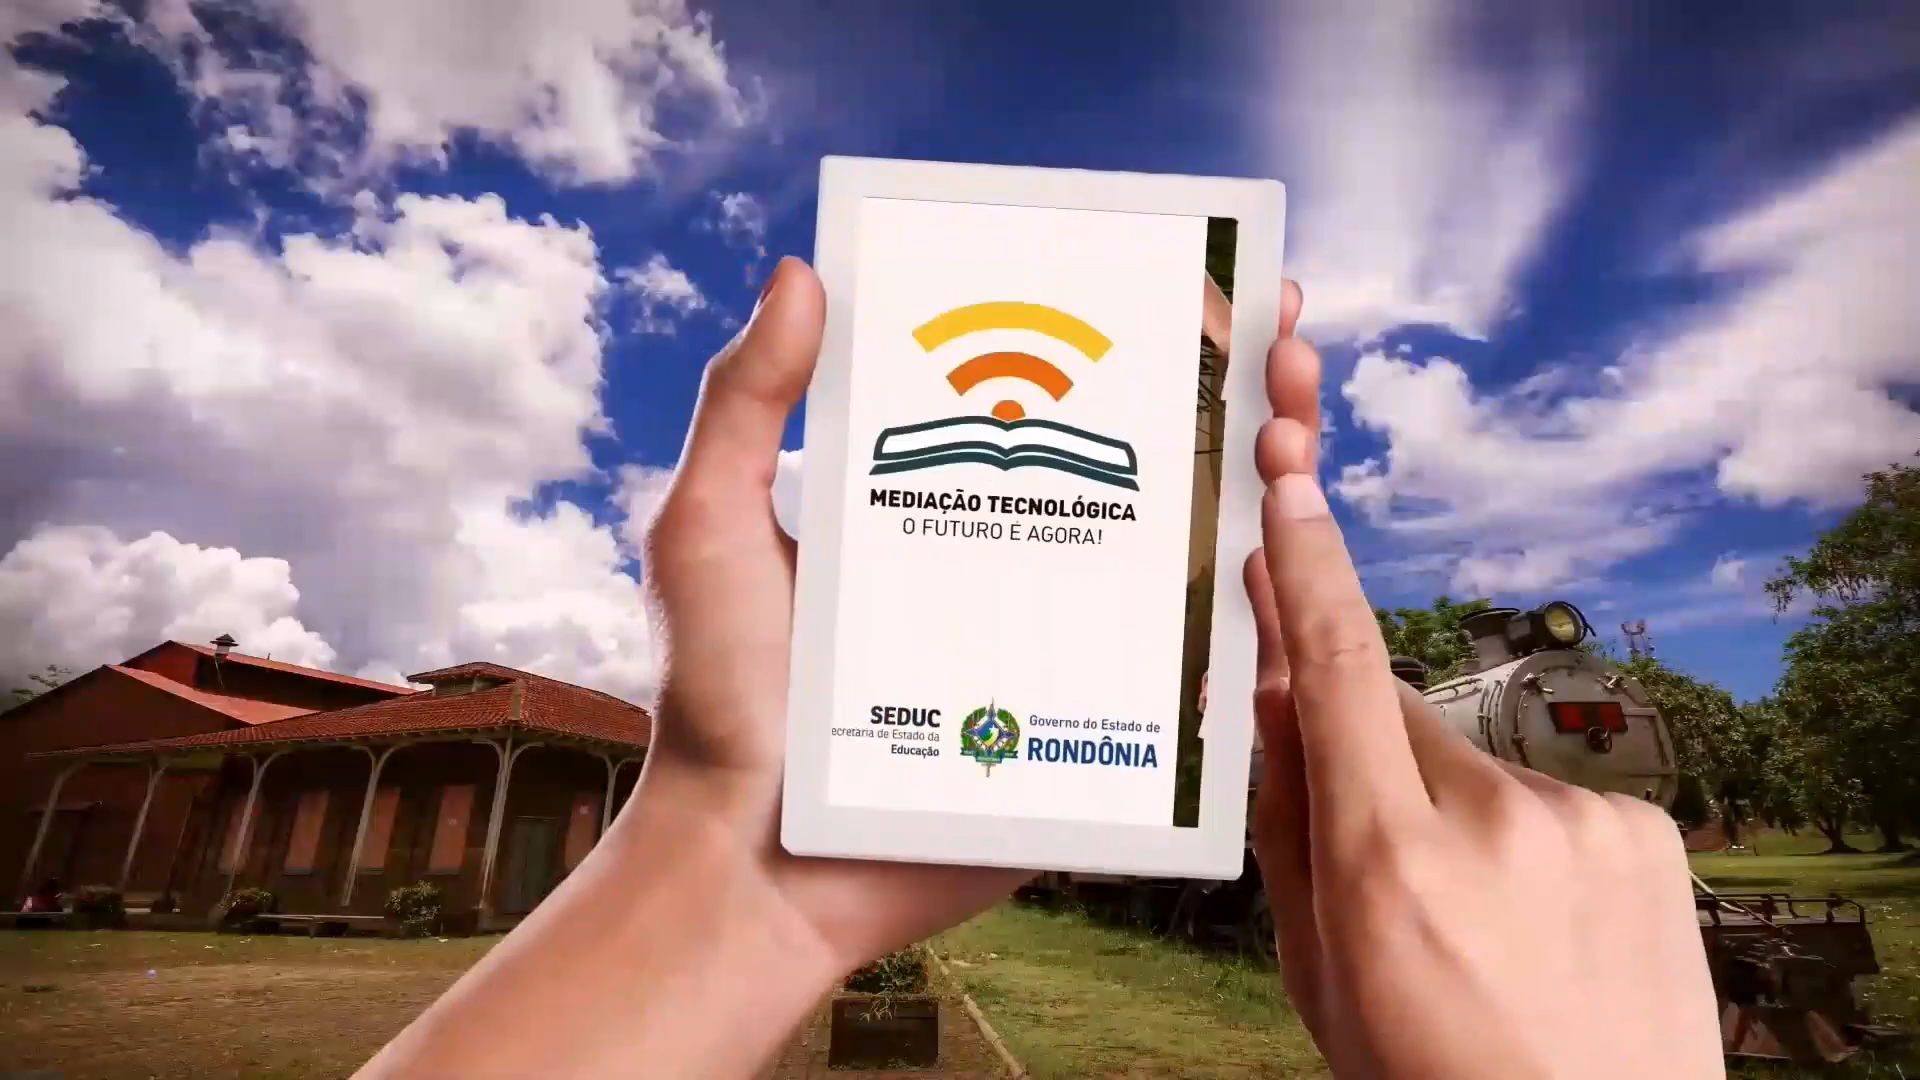 MEDIAÇÃO TECNOLÓGICA
O FUTURO É AGORA!
SEDUC
ecretaria de Estado da
Educação
Governo do Estado de
RONDÔNIA